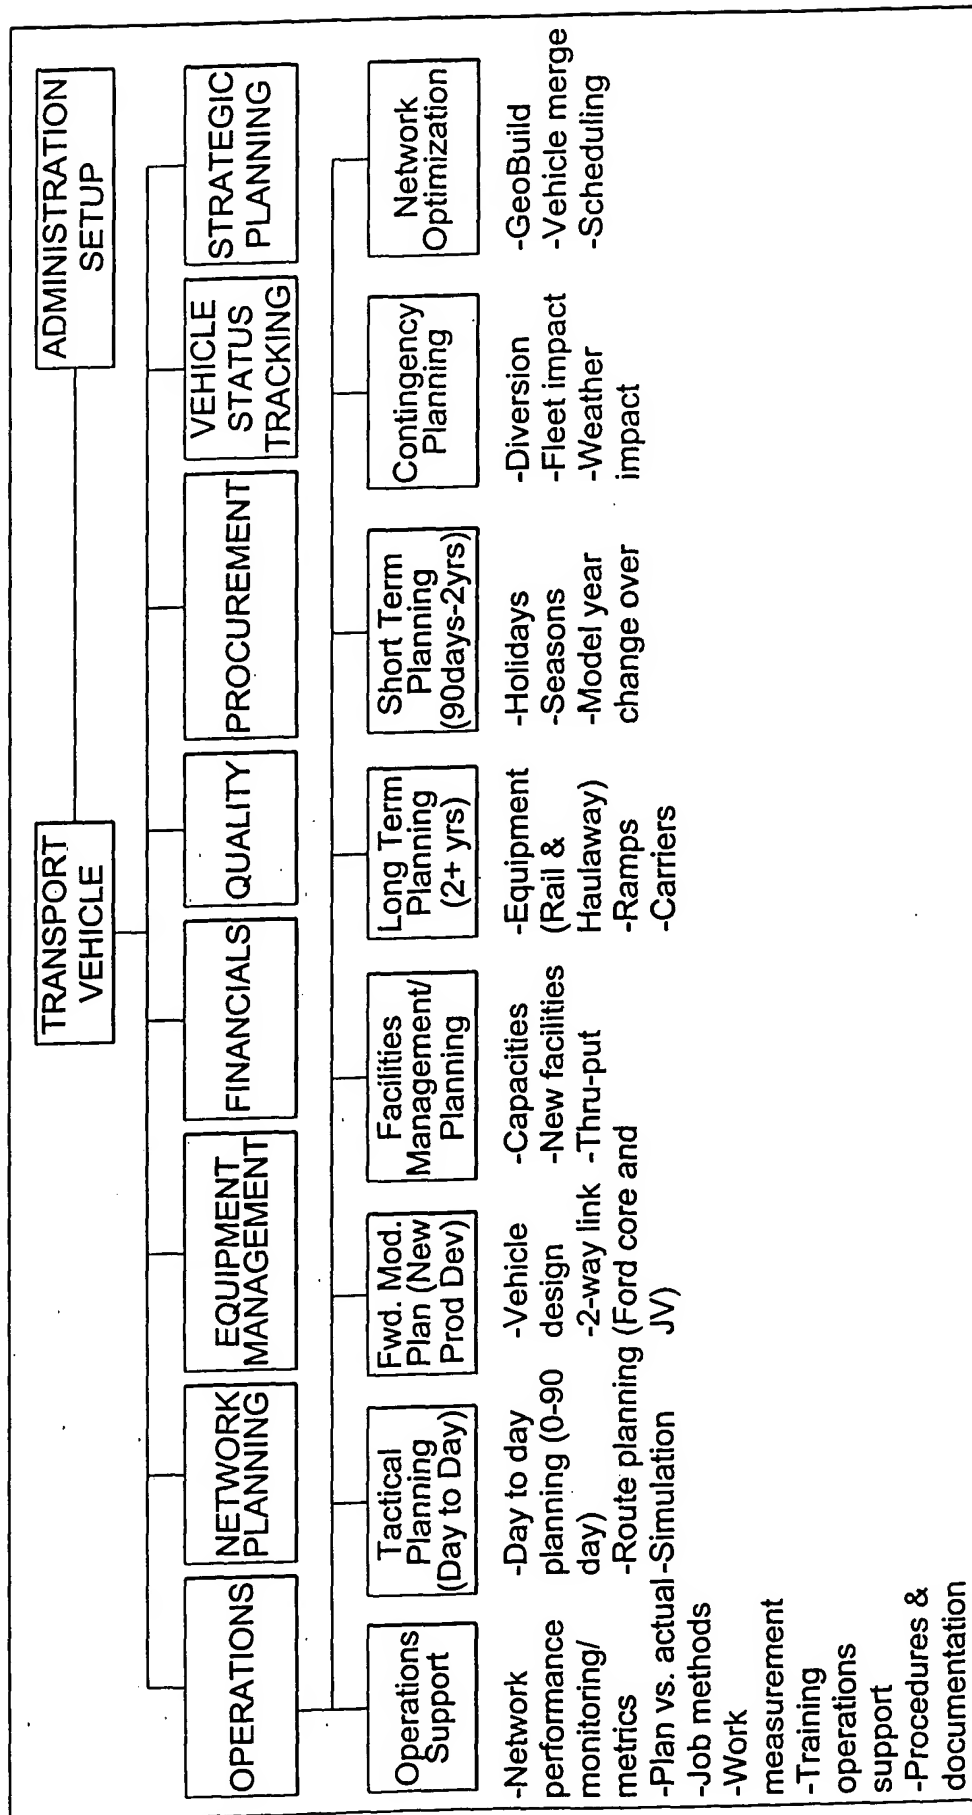 TRANSPORT
VEHICLE
ADMINISTRATION
SETUP
OPERATIONS
NETWORK
PLANNING
EQUIPMENT
MANAGEMENT
FINANCIALS
QUALITY
PROCUREMENT
VEHICLE
STATUS
TRACKING
STRATEGIC
PLANNING
Operations
Support
-Network
performance
monitoring/
metrics
-Plan vs. actual
-Job methods
-Work
measurement
-Training
operations
support
-Procedures &
documentation
Tactical
Planning
(Day to Day)
-Day to day
planning (0-90
day)
-Route planning (Ford core and
JV)
-Simulation
Fwd. Mod.
Plan (New
Prod Dev)
-Vehicle
design
-2-way link
Facilities
Management/
Planning
-Capacities
-New facilities
-Thru-put
Long Term
Planning
(2+ yrs)
-Equipment
(Rail &
Haulaway)
-Ramps
-Carriers
Short Term
Planning
(90days-2yrs)
-Holidays
-Seasons
-Model year
change over
Contingency
Planning
-Diversion
-Fleet impact
-Weather
impact
Network
Optimization
-GeoBuild
-Vehicle merge
-Scheduling